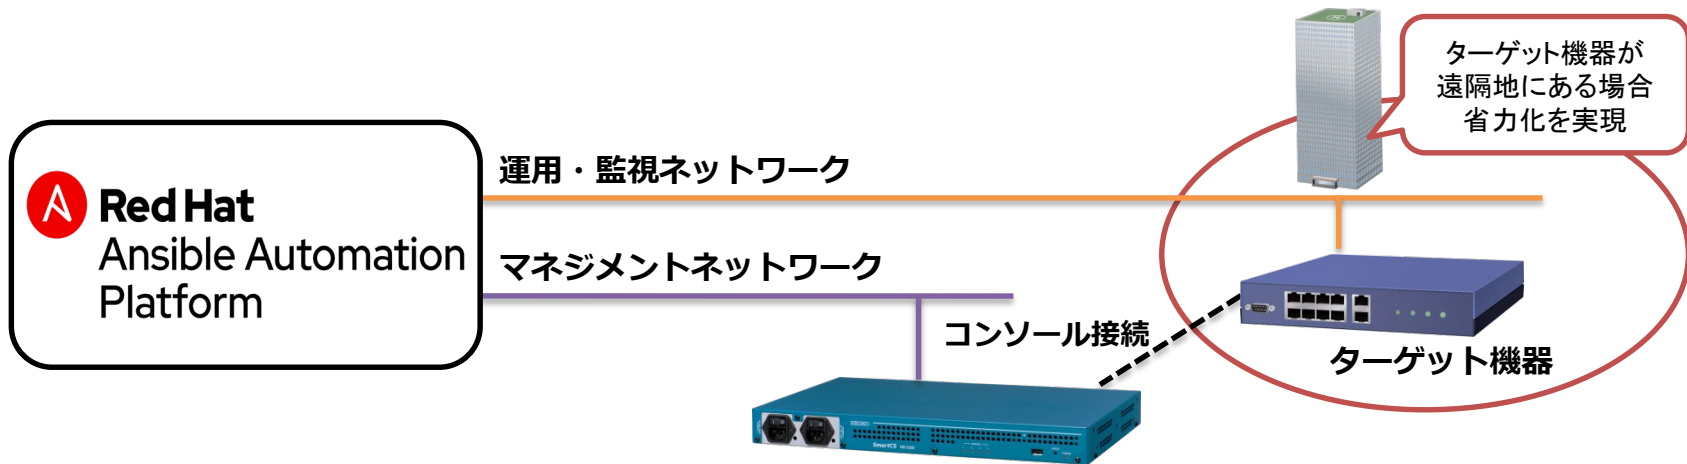 ターゲット機器が
遠隔地にある場合
省力化を実現
運用・監視ネットワーク
Red Hat
Ansible Automation
Platform
マネジメントネットワーク
コンソール接続
ターゲット機器
SEIKO
SmartCS